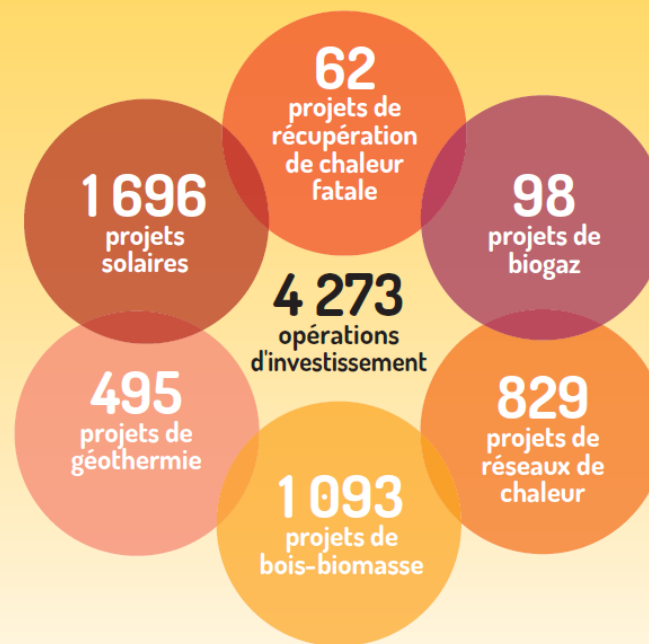 62
projets de
récupération
de chaleur
fatale
1 696
projets
solaires
98
projets de
biogaz
4 273
opérations
d'investissement
495
projets de
géothermie
829
projets de
réseaux de
chaleur
1 093
projets de
bois-biomasse